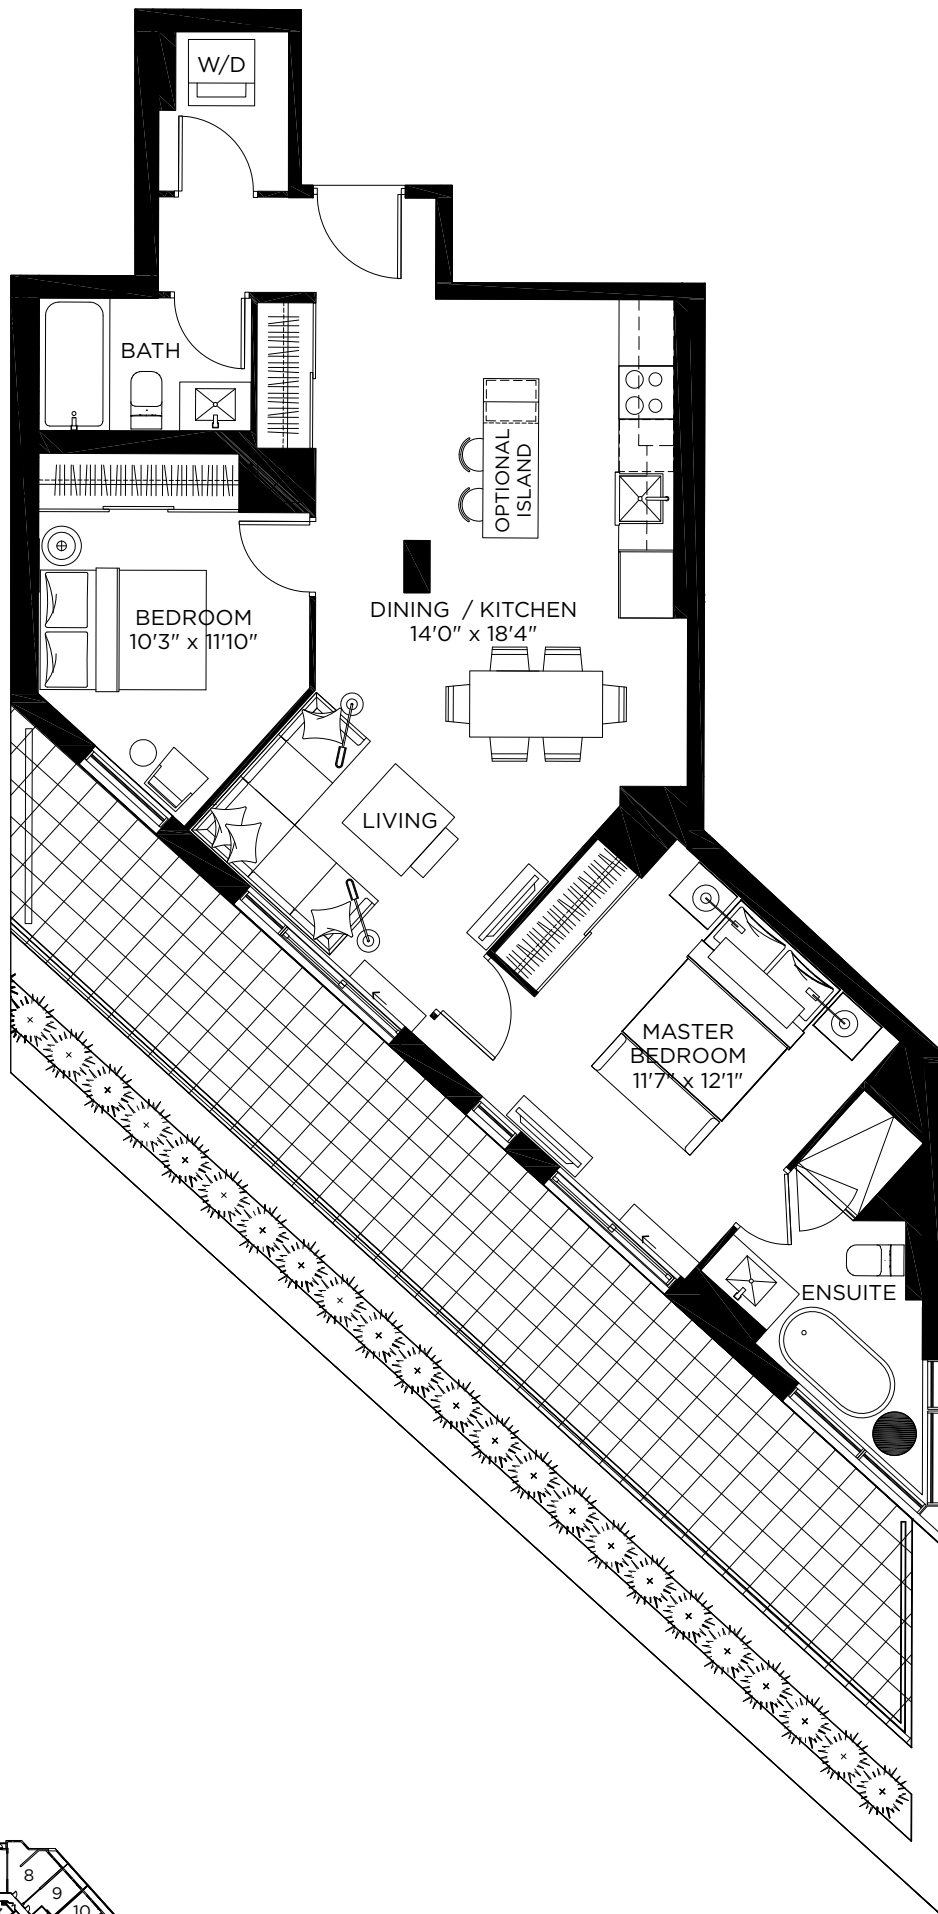 W/D
BATH
OPTIONAL
ISLAND
BEDROOM
10'3" x 11'10"
DINING / KITCHEN
14'0" x 18'4"
LIVING
MASTER
BEDROOM
11'7" x 12'1"
ENSUITE
8
9
10